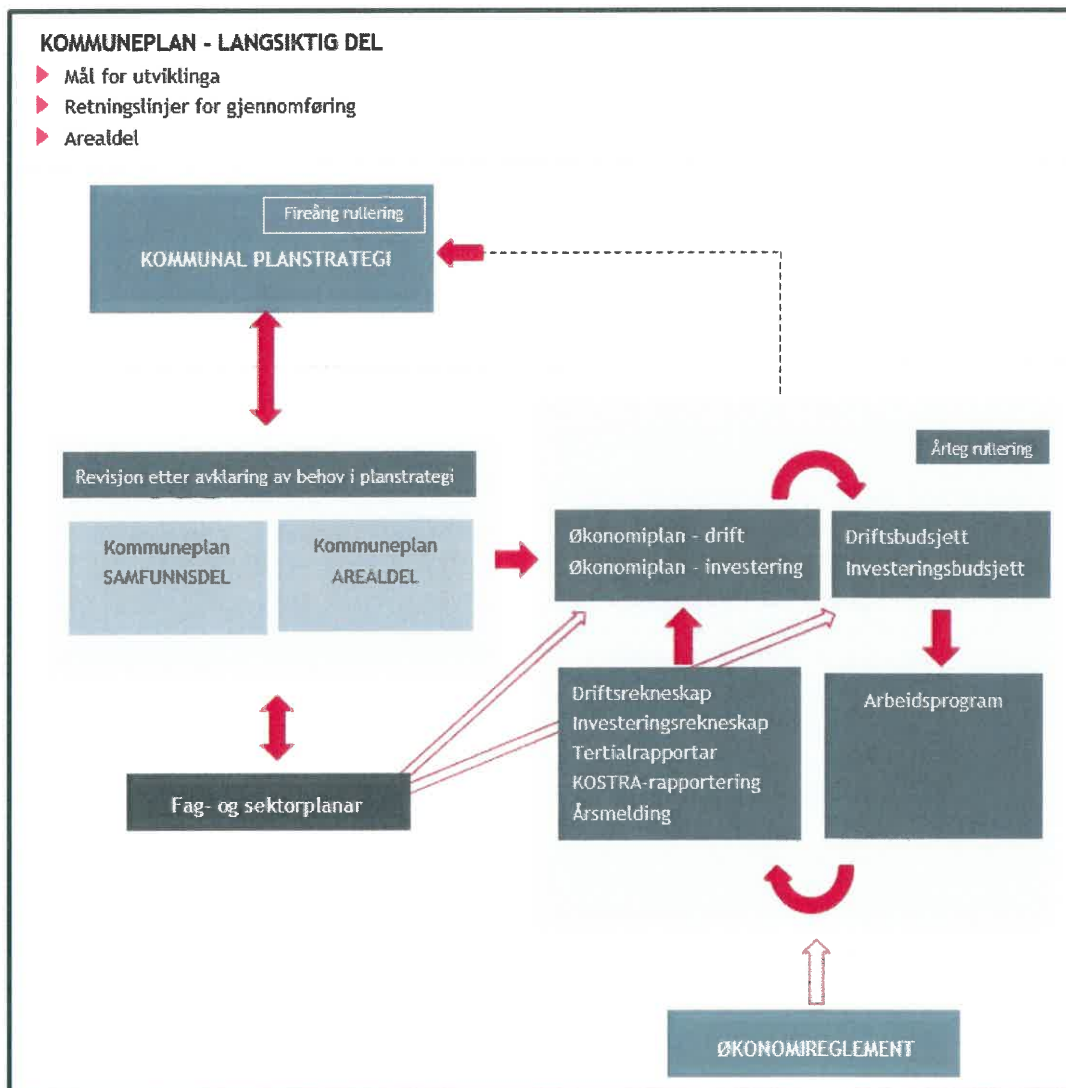 KOMMUNEPLAN - LANGSIKTIG DEL
Mål for utviklinga
Retningslinjer for gjennomføring
Arealdel
Fireårig rullering
KOMMUNAL PLANSTRATEGI
Revisjon etter avklaring av behov i planstrategi
Kommuneplan
SAMFUNNSDEL
Kommuneplan
AREALDEL
Fag- og sektorplanar
Årleg rullering
Økonomiplan - drift
Økonomiplan - investering
Driftsbudsjett
Investeringsbudsjett
Driftsrekneskap
Investeringsrekneskap
Tertialrapportar
KOSTRA-rapportering
Årsmelding
Arbeidsprogram
ØKONOMIREGLEMENT